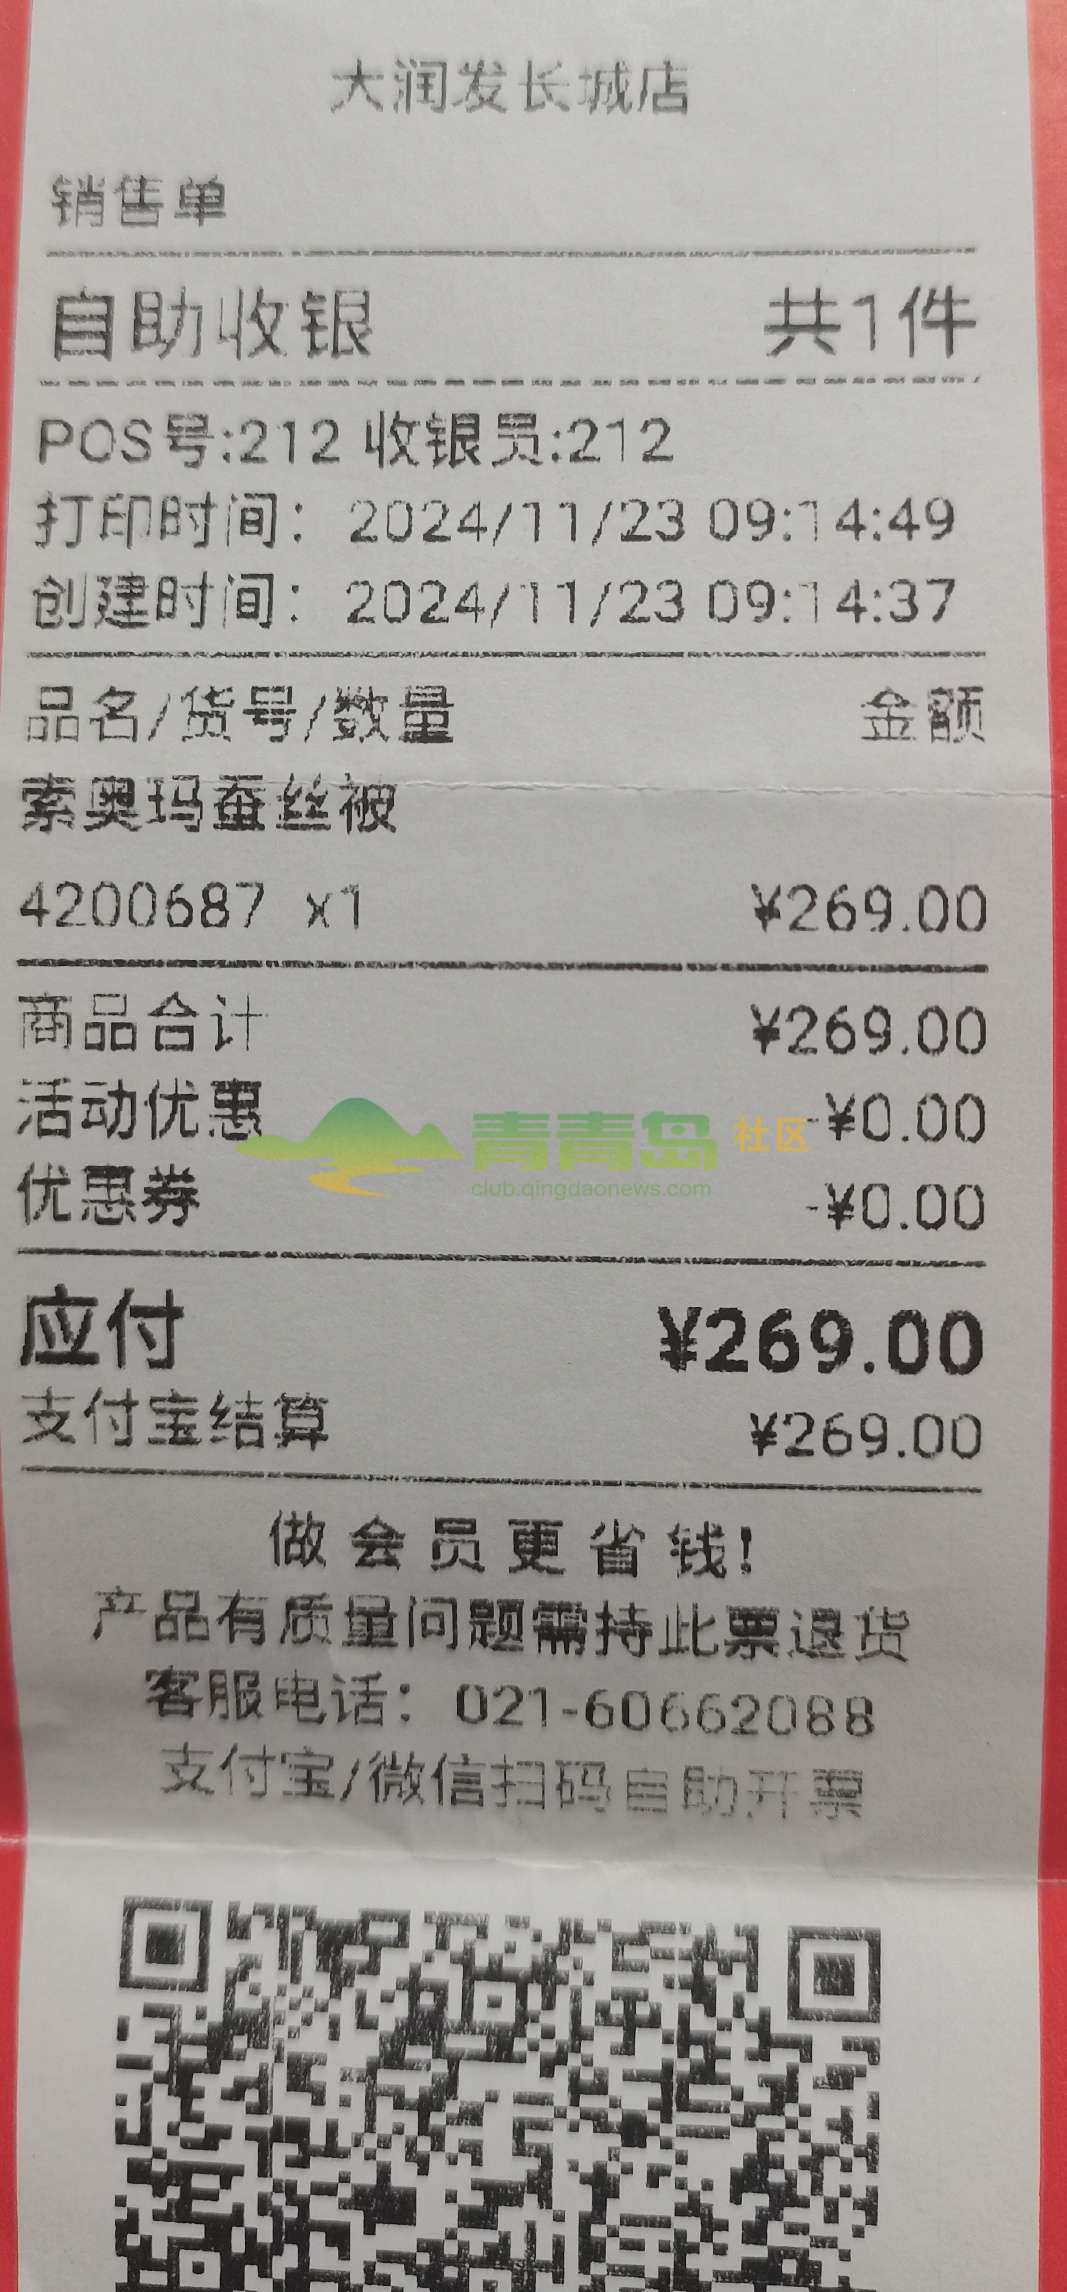 大润发长城店
销售单
自助收银 共1件
POS号:212 收银员:212
打印时间：2024/11/23 09:14:49
创建时间：2024/11/23 09:14:37
品名/货号/数量 金额
索奥玛蚕丝被
4200687 x1 ¥269.00
商品合计 ¥269.00
活动优惠 -¥0.00
青青岛 社区
club.qingdaonews.com
优惠券 -¥0.00
应付 ¥269.00
支付宝结算 ¥269.00
做会员更省钱!
产品有质量问题需持此票退货
客服电话：021-60662088
支付宝/微信扫码自助开票